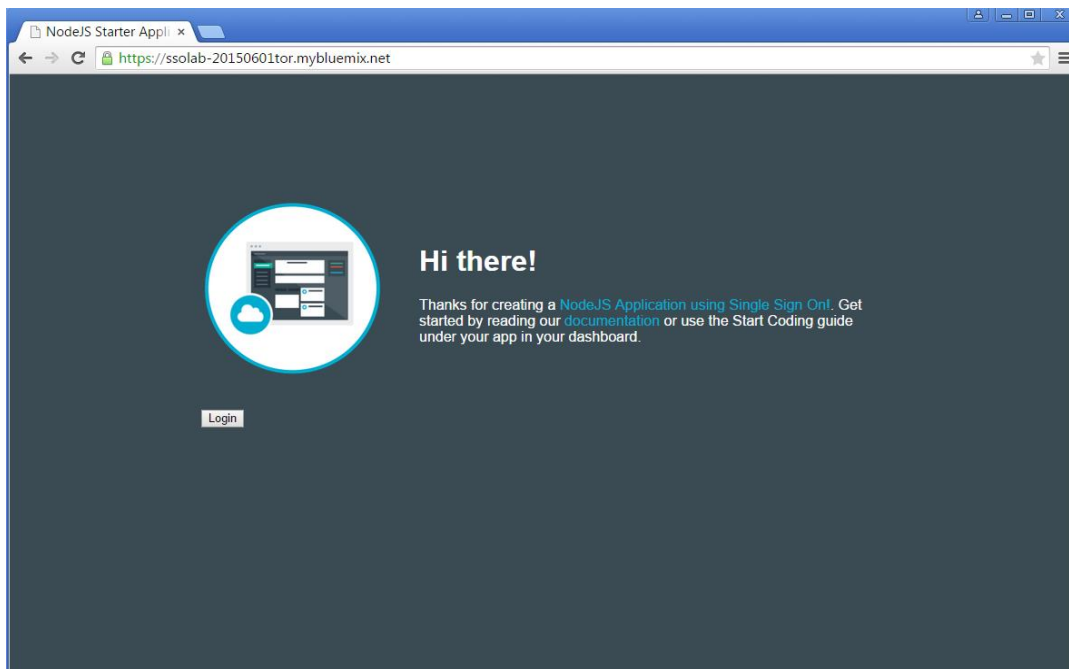 NodeJS Starter Appli
https://ssolab-20150601tor.mybluemix.net
Hi there!
Thanks for creating a NodeJS Application using Single Sign On!. Get
started by reading our documentation or use the Start Coding guide
under your app in your dashboard.
Login